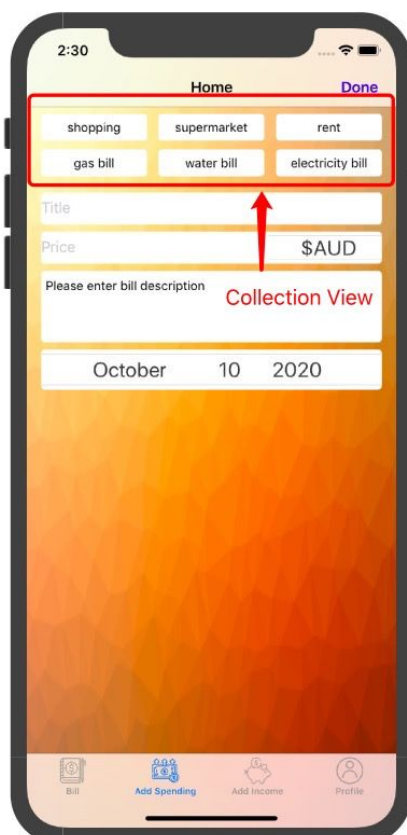 2:30
Home Done
shopping supermarket rent
gas bill water bill electricity bill
Title
Price $AUD
Please enter bill description
Collection View
October 10 2020
Bill Add Spending Add Income Profile